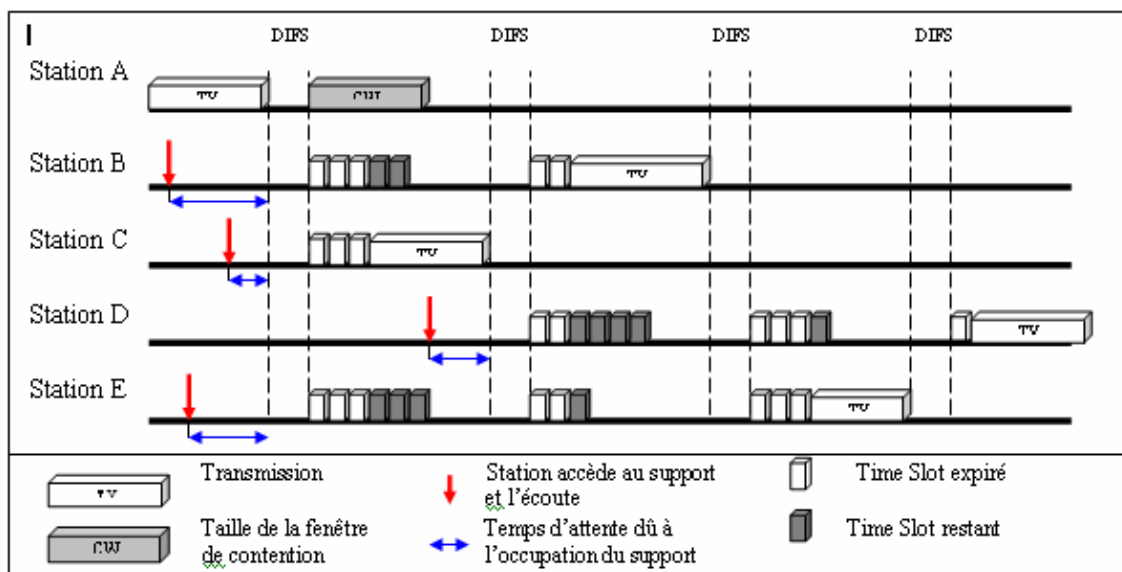 DIFS DIFS DIFS DIFS
Station A
Station B
Station C
Station D
Station E
Transmission
Station accède au support
et l'écoute
Time Slot expiré
Taille de la fenêtre
de contention
Temps d'attente dû à
l'occupation du support
Time Slot restant
CW